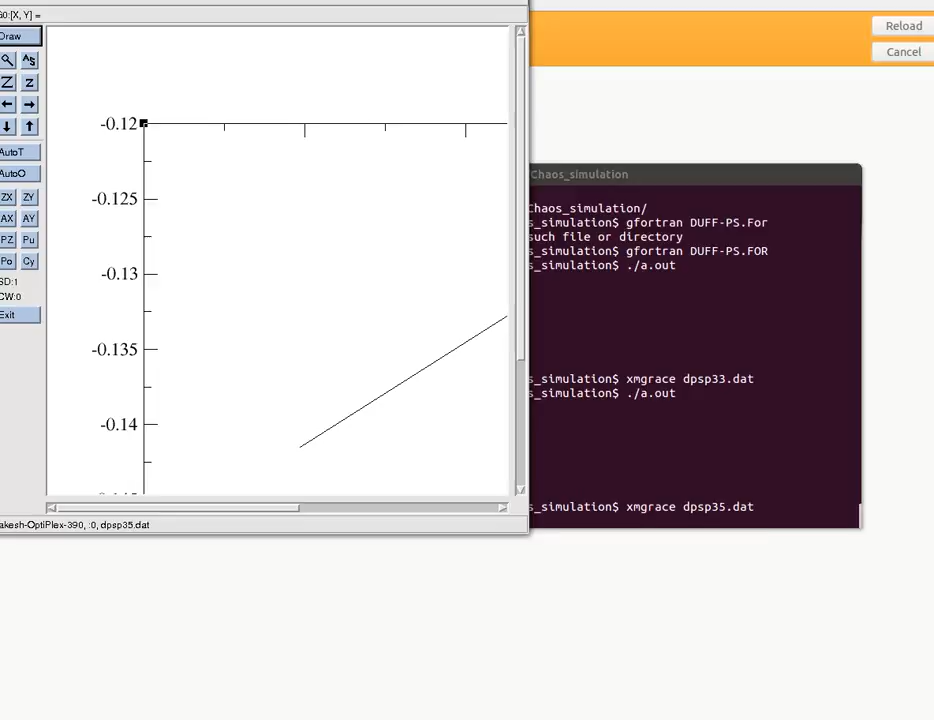 G0:[X, Y] =
Draw
A S
Z z
AutoT
AutoO
ZX ZY
AX AY
PZ Pu
Po Cy
SD:1
CW:0
Exit
-0.12
-0.125
-0.13
-0.135
-0.14
akesh-OptiPlex-390, :0, dpsp35.dat
Reload
Cancel
Chaos_simulation
Chaos_simulation/
s_simulation$ gfortran DUFF-PS.For
such file or directory
s_simulation$ gfortran DUFF-PS.FOR
s_simulation$ ./a.out
s_simulation$ xmgrace dpsp33.dat
s_simulation$ ./a.out
s_simulation$ xmgrace dpsp35.dat